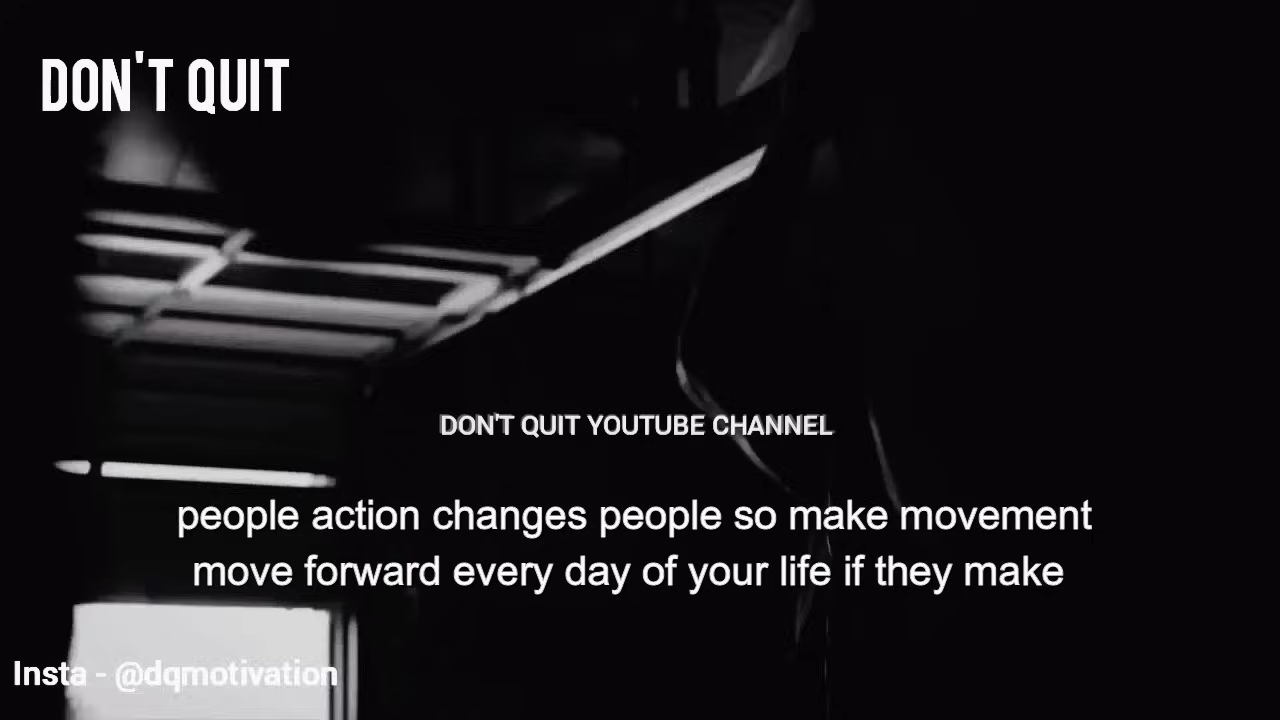 DON'T QUIT
DON'T QUIT YOUTUBE CHANNEL
people action changes people so make movement
move forward every day of your life if they make
Insta - @dqmotivation